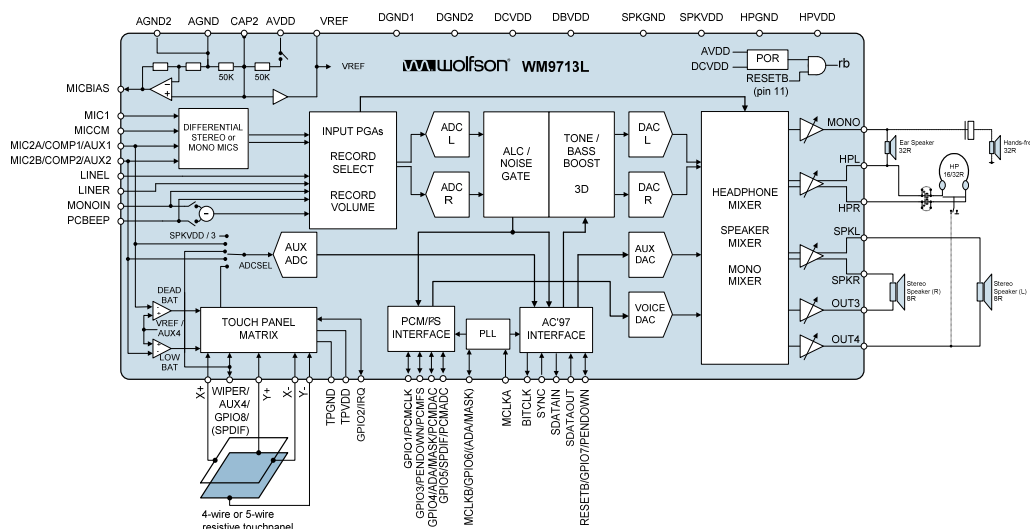 AGND2
AGND
CAP2
AVDD
VREF
DGND1
DGND2
DCVDD
DBVDD
SPKGND
SPKVDD
HPGND
HPVDD
50K
50K
VREF
wolfson WM9713L
AVDD
DCVDD
POR
RESETB
(pin 11)
rb
MICBIAS
MIC1
MICCM
MIC2A/COMP1/AUX1
MIC2B/COMP2/AUX2
LINEL
LINER
MONOIN
PCBEEP
DIFFERENTIAL
STEREO or
MONO MICS
INPUT PGAs
RECORD
SELECT
RECORD
VOLUME
ADC
L
ADC
R
ALC /
NOISE
GATE
TONE /
BASS
BOOST
3D
DAC
L
DAC
R
HEADPHONE
MIXER
SPEAKER
MIXER
MONO
MIXER
MONO
HPL
HPR
SPKL
SPKR
OUT3
OUT4
Ear Speaker
32R
32R
HP
16/32R
Stereo
Speaker (R)
8R
Stereo
Speaker (L)
8R
SPKVDD / 3
ADCSEL
AUX
ADC
AUX
DAC
VOICE
DAC
DEAD
BAT
VREF /
AUX4
LOW
BAT
TOUCH PANEL
MATRIX
INTERFACE
PLL
AC'97
INTERFACE
X+
WIPER/
AUX4/
GPIO8/
(SPDIF)
Y+
X-
Y-
TPGND
TPVDD
GPIO2/IRQ
GPIO1/PCMCLK
GPIO3/PENDOWN/PCMFS
GPIO4/ADA/MASK/PCMDAC
GPIO5/SPDIF/PCMADC
MCLKB/GPIO6/(ADA/MASK)
MCLKA
BITCLK
SYNC
SDATAIN
SDATAOUT
RESETB/GPIO7/PENDOWN
4-wire or 5-wire
resistive touchpanel